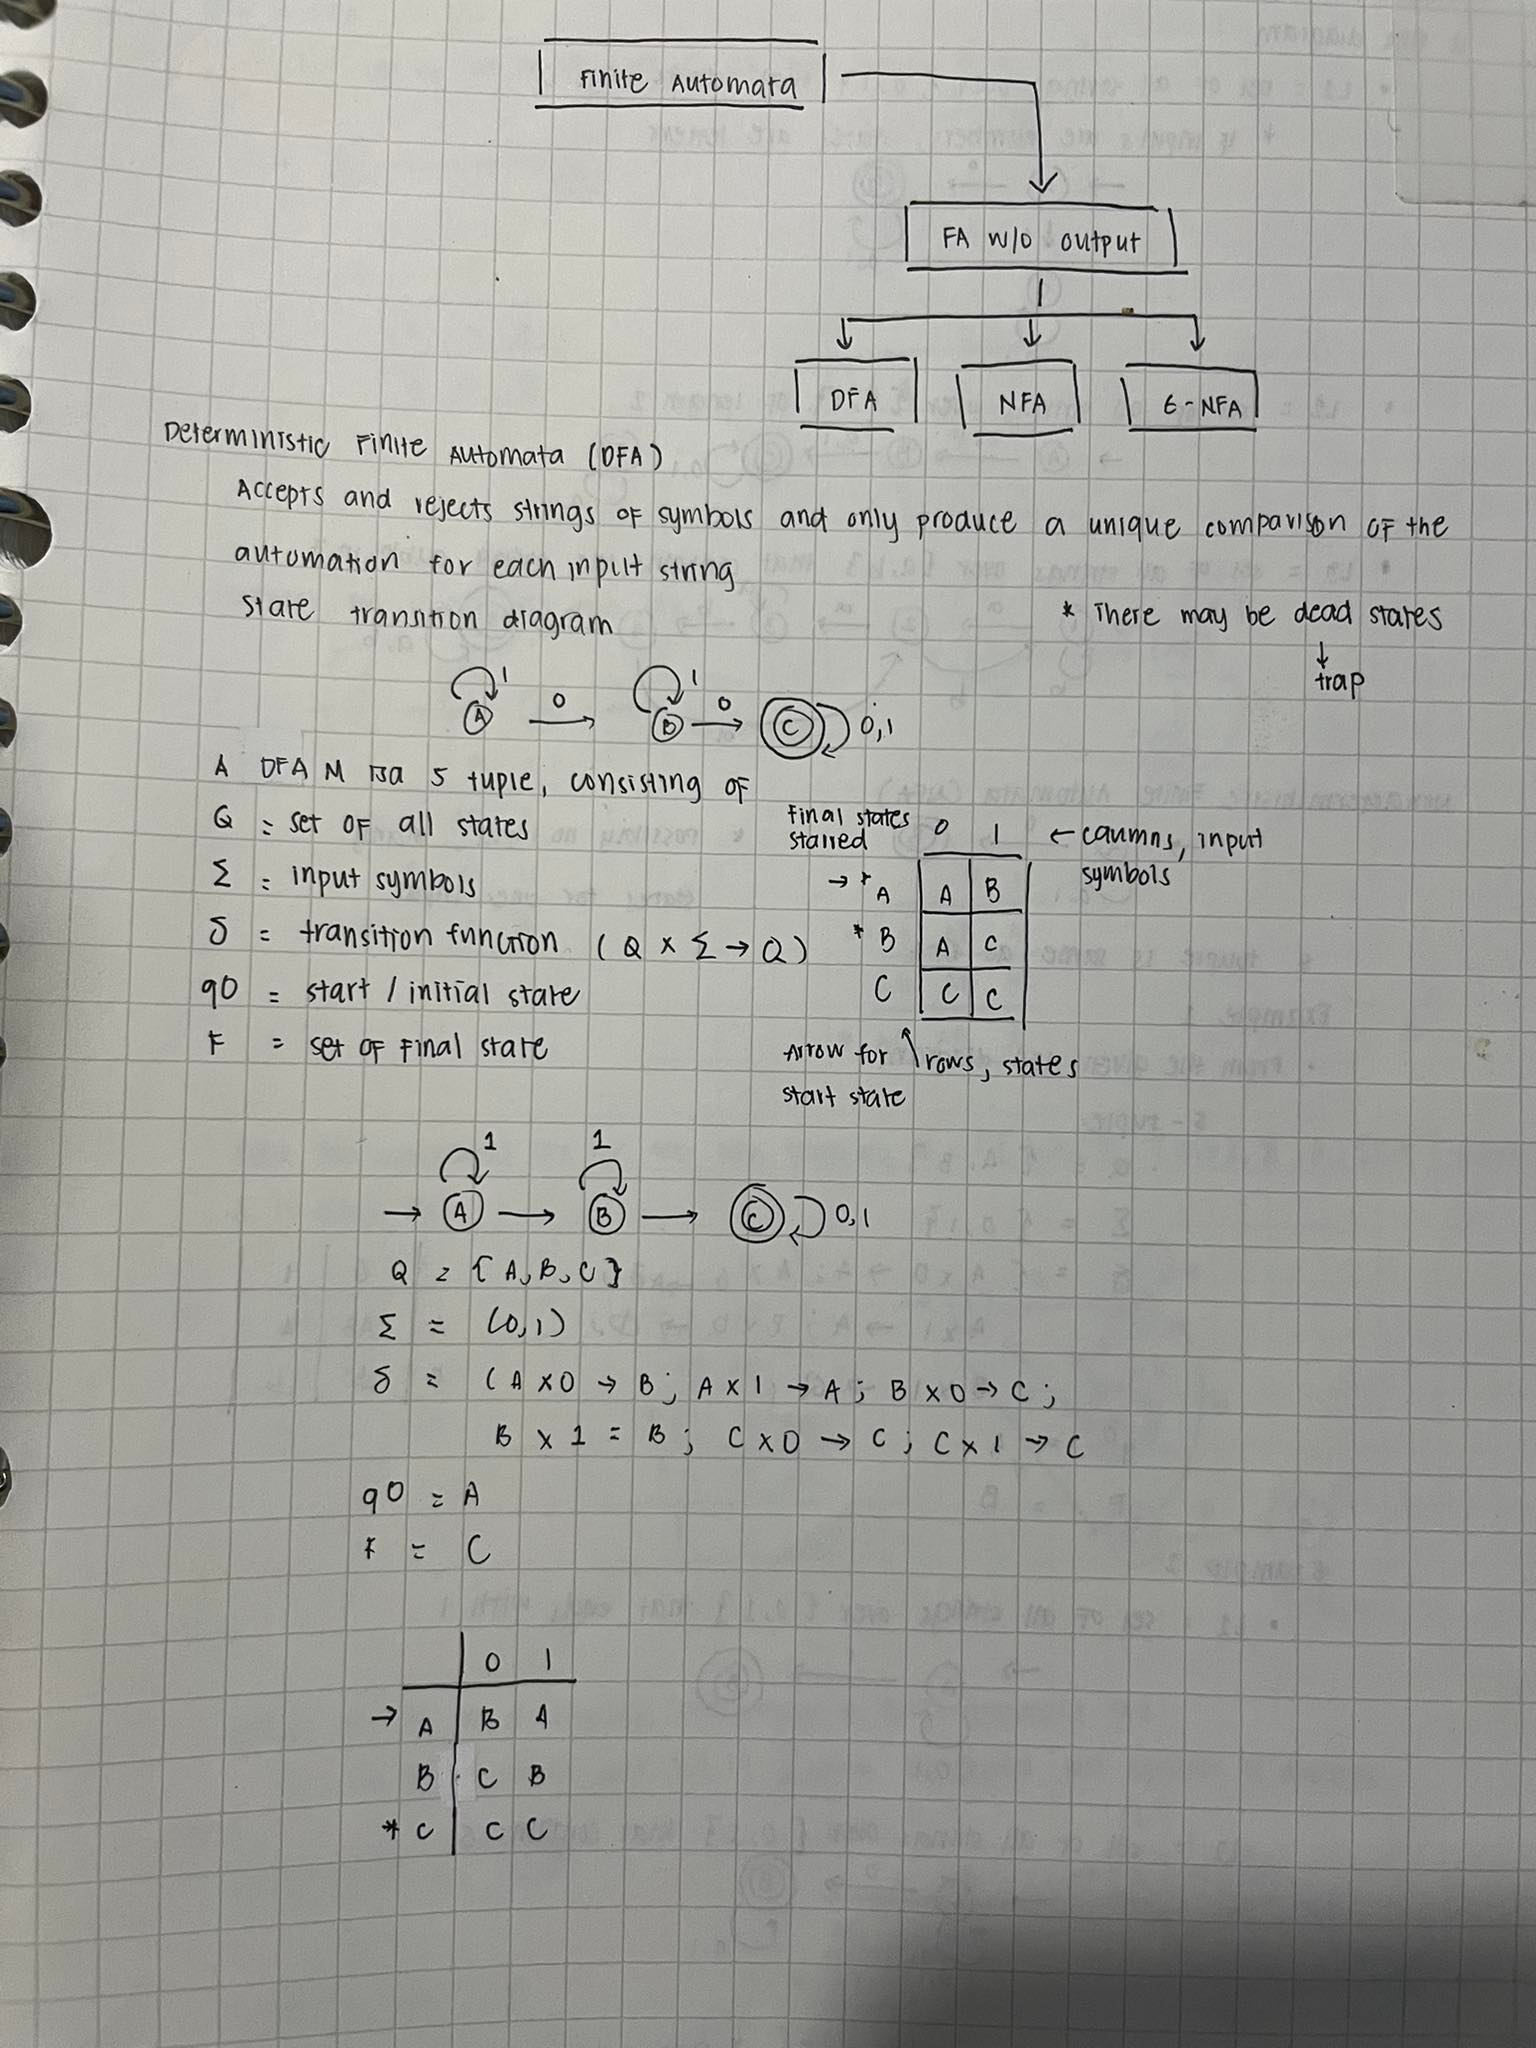 Finite Automata
FA w/o output
DFA NFA ϵ-NFA
Deterministic Finite Automata (DFA)
Accepts and rejects strings of symbols and only produce a unique comparison of the
automation for each input string
state transition diagram
* There may be dead states
↓
trap
A 1 0 → B 1 0 → C 0,1
A DFA M is a 5 tuple, consisting of
Q = set of all states
Σ = input symbols
δ = transition function (Q × Σ → Q)
q0 = start / initial state
F = set of final state
Final states
starred
0 1 ← caumns, input
symbols
→ * A A B
* B A C
C C C
Arrow for
start state
rows, states
1 1
→ A → B → C 0,1
Q = {A, B, C}
Σ = (0,1)
δ = (A × 0 → B; A × 1 → A; B × 0 → C;
B × 1 = B; C × 0 → C; C × 1 → C
q0 = A
F = C
0 1
→ A B A
B C B
* C C C